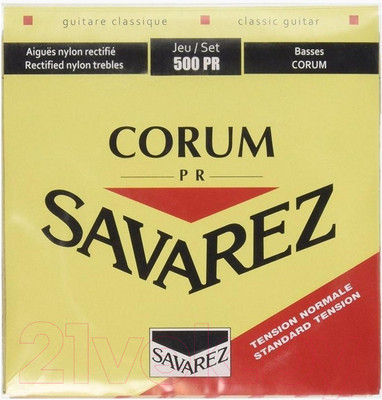 guitare classique classic guitar
Aiguës nylon rectifié Jeu / Set Basses
Rectified nylon trebles 500 PR CORUM
CORUM
PR
SAVAREZ
TENSION NORMALE
STANDARD TENSION
SAVAREZ